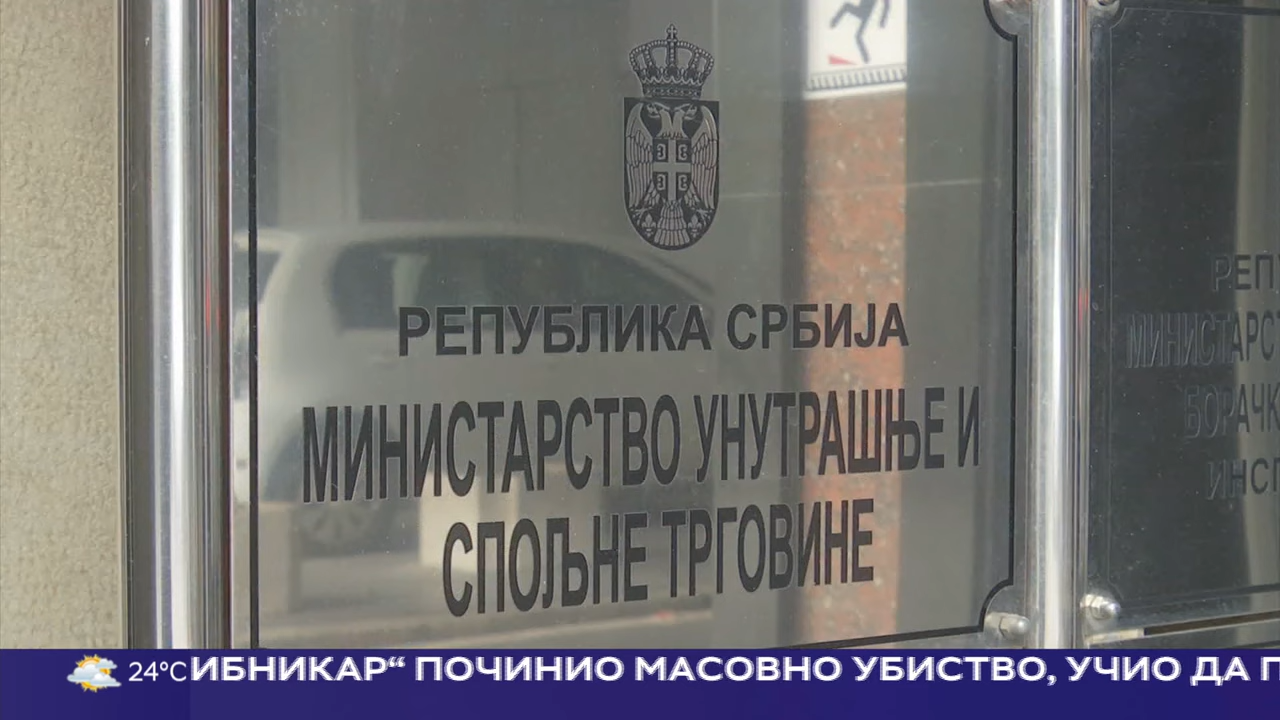 РЕПУБЛИКА СРБИЈА
МИНИСТАРСТВО УНУТРАШЊЕ И
СПОЉНЕ ТРГОВИНЕ
24°C ИБНИКАР“ ПОЧИНИО МАСОВНО УБИСТВО, УЧИО ДА П